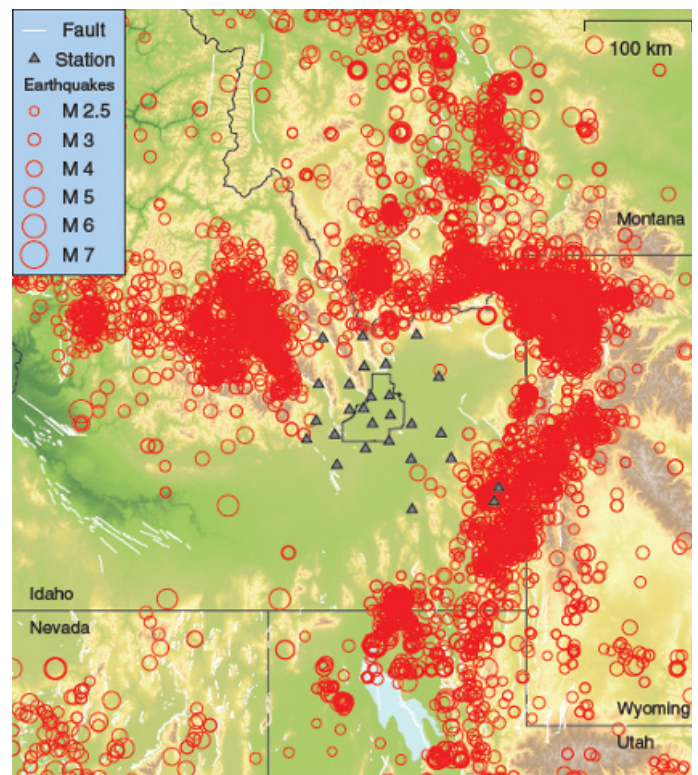 Fault
Station
Earthquakes
M 2.5
M 3
M 4
M 5
M 6
M 7
100 km
Montana
Idaho
Nevada
Wyoming
Utah